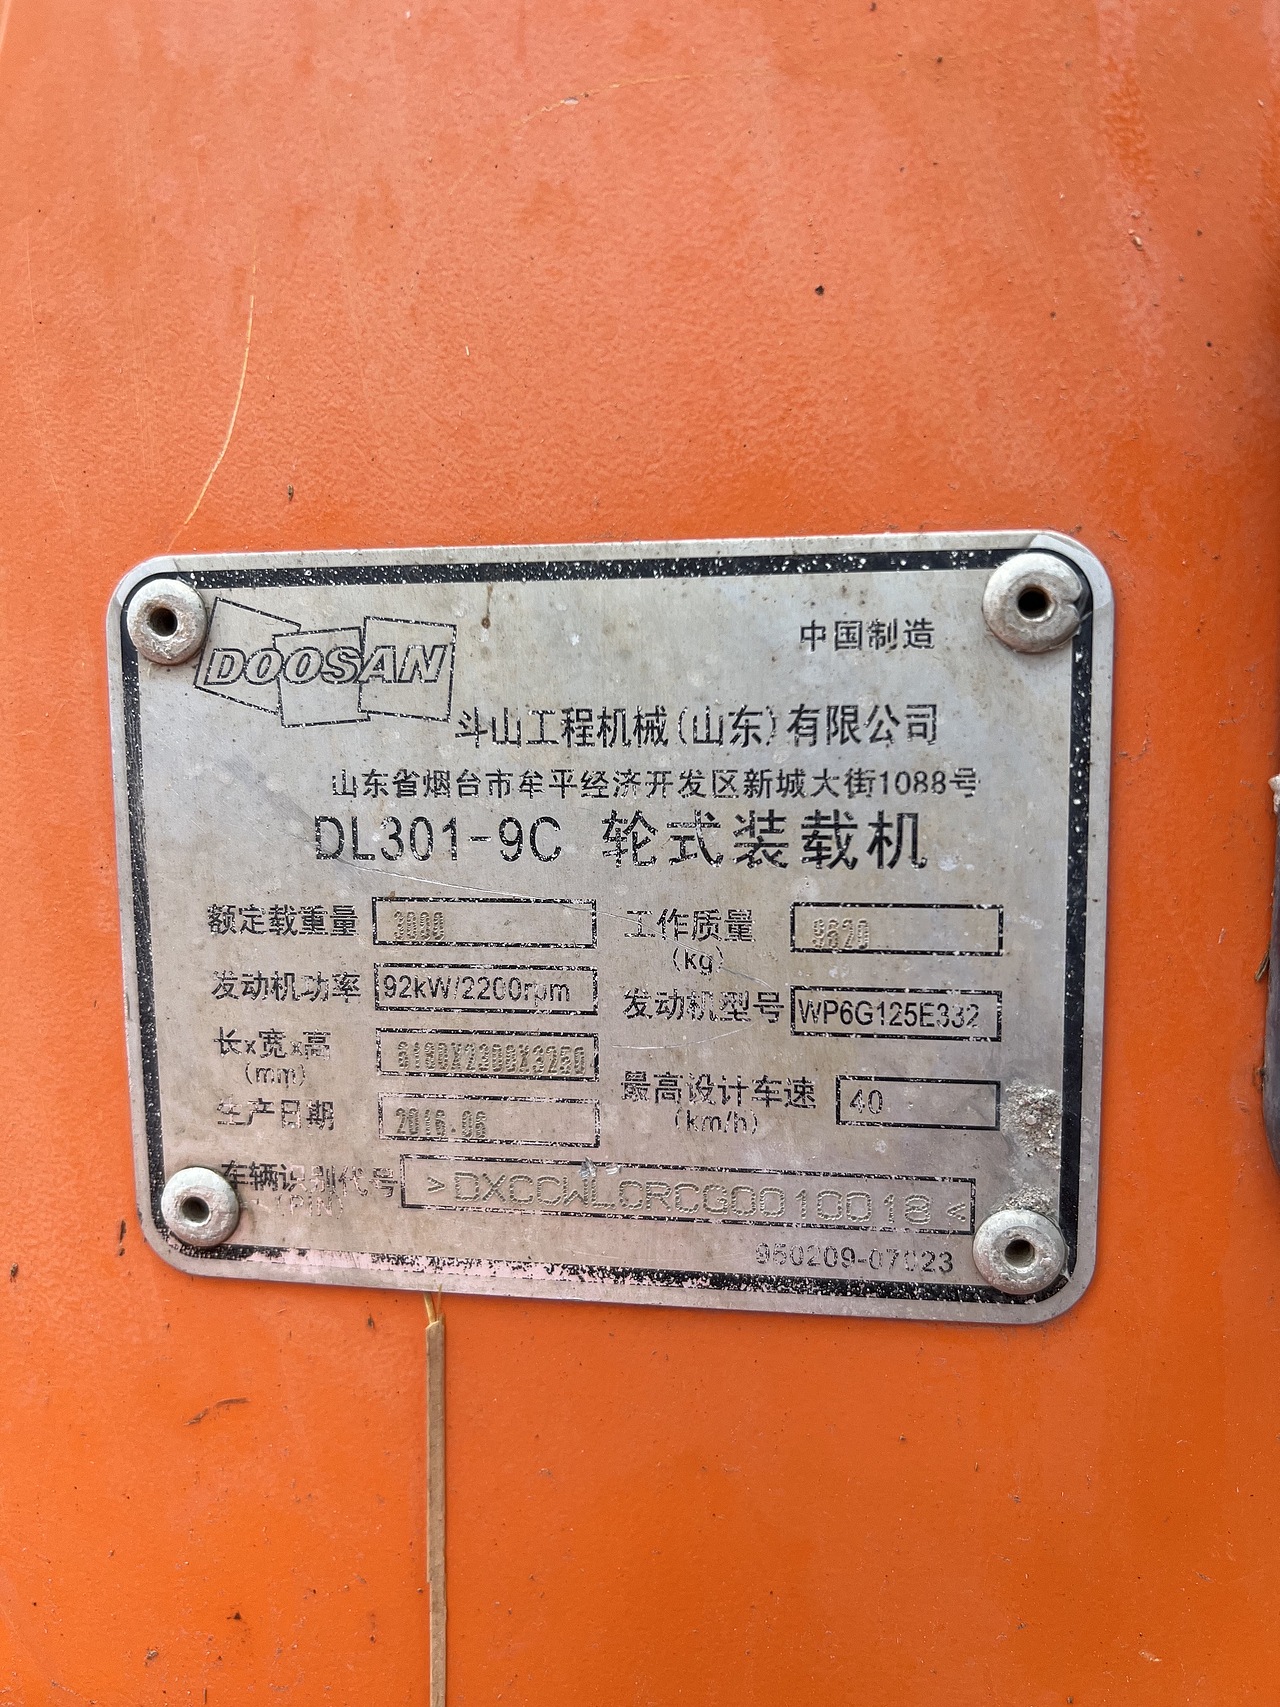 DOOSAN
中国制造
斗山工程机械(山东)有限公司
山东省烟台市牟平经济开发区新城大街1088号
DL301-9C 轮式装载机
额定载重量 3000 工作质量 9620
(kg)
发动机功率 92kW/2200rpm 发动机型号 WP6G125E332
长x宽x高 6180X2300X3250
(mm)
最高设计车速 40
(km/h)
生产日期 2016.06
车辆识别代号 >DXCCWLCRCG0010018<
(PIN)
950209-07023